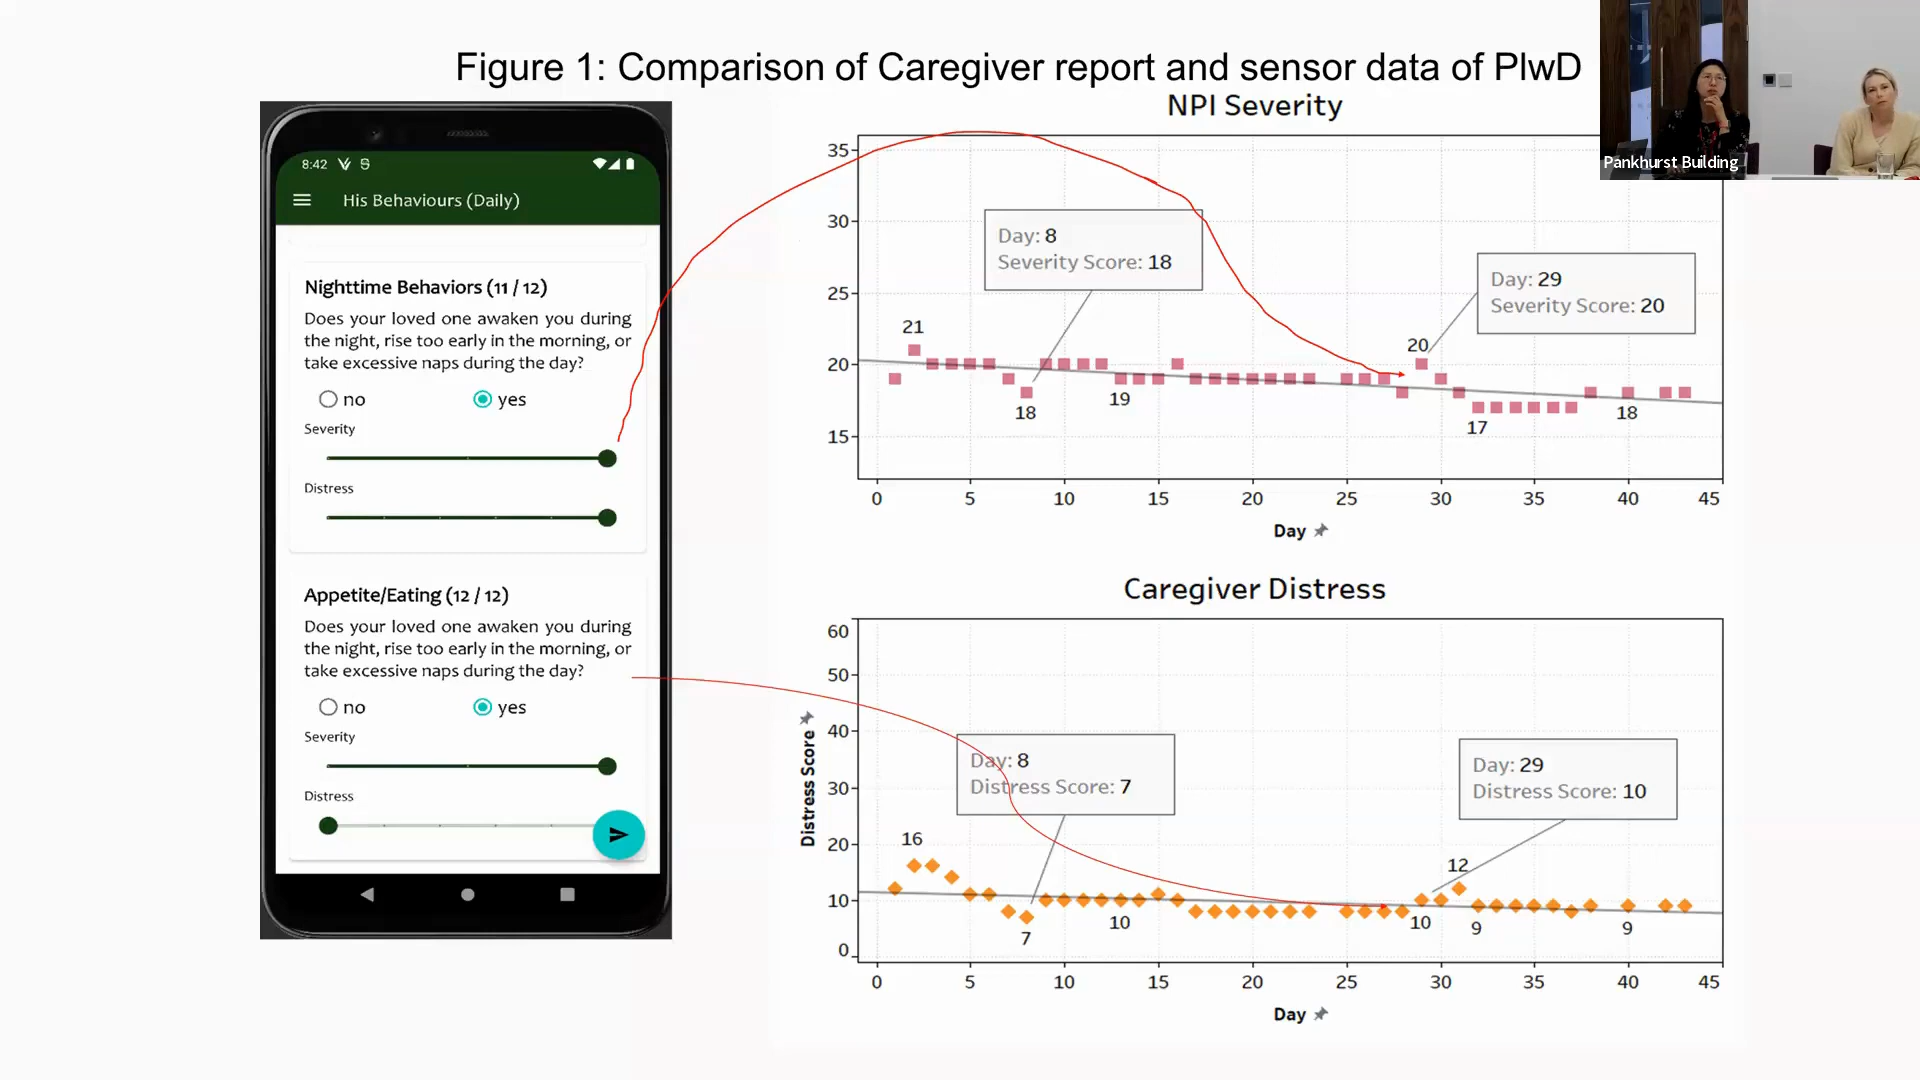 Figure 1: Comparison of Caregiver report and sensor data of PlwD
Pankhurst Building
8:42
His Behaviours (Daily)
Nighttime Behaviors (11 / 12)
Does your loved one awaken you during
the night, rise too early in the morning, or
take excessive naps during the day?
no yes
Severity
Distress
Appetite/Eating (12 / 12)
Does your loved one awaken you during
the night, rise too early in the morning, or
take excessive naps during the day?
no yes
Severity
Distress
NPI Severity
35
30
25
20
15
Day: 8
Severity Score: 18
Day: 29
Severity Score: 20
21
18
19
20
17
18
0 5 10 15 20 25 30 35 40 45
Day
Caregiver Distress
Distress Score
60
50
40
30
20
10
0
Day: 8
Distress Score: 7
Day: 29
Distress Score: 10
16
7
10
10
12
9
9
0 5 10 15 20 25 30 35 40 45
Day